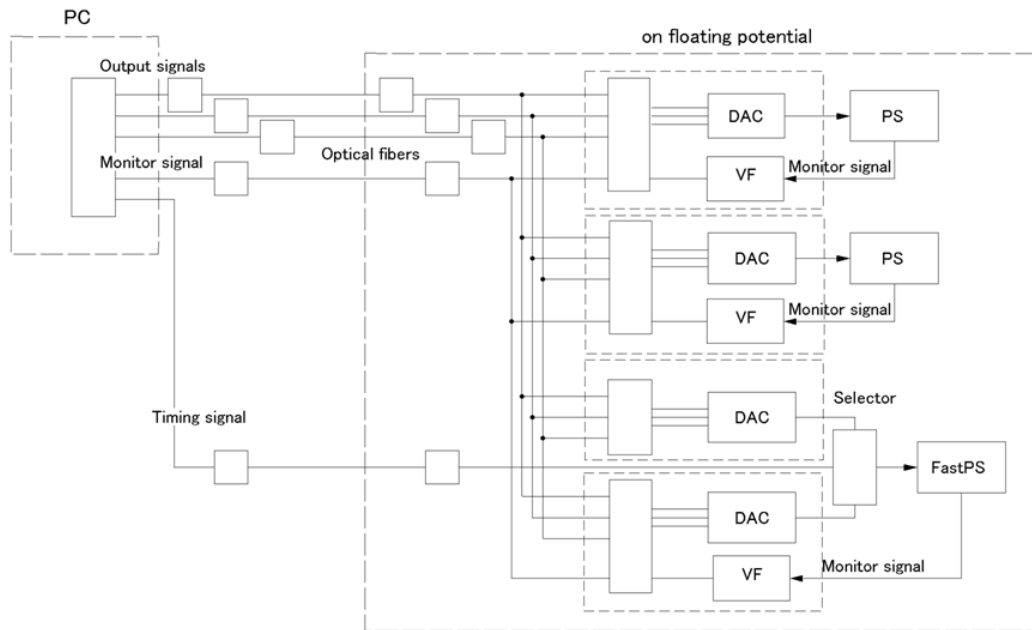 PC
on floating potential
Output signals
DAC
PS
Monitor signal
Optical fibers
VF
Monitor signal
DAC
PS
VF
Monitor signal
Timing signal
DAC
Selector
FastPS
DAC
VF
Monitor signal